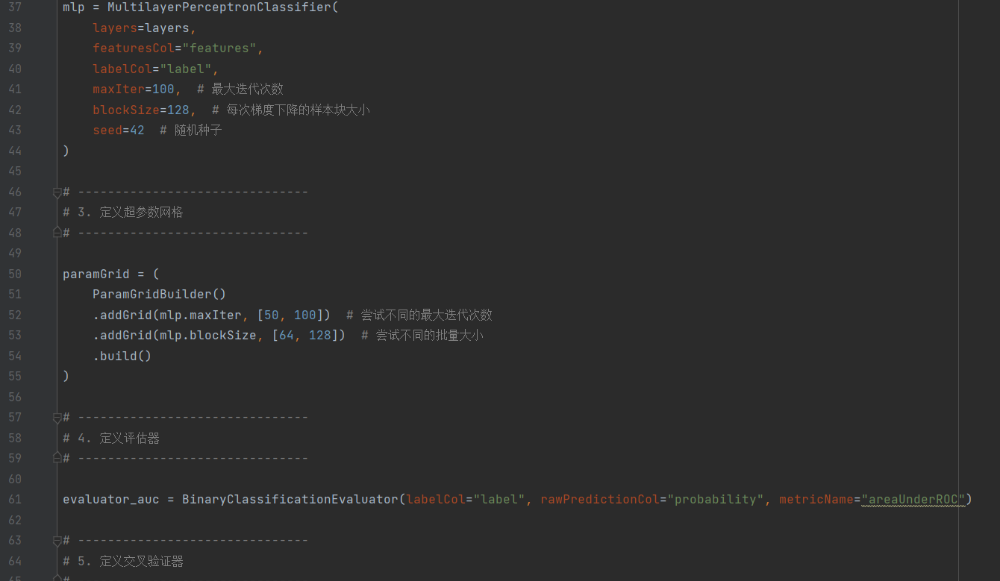 37 mlp = MultilayerPerceptronClassifier(
38 layers=layers,
39 featuresCol="features",
40 labelCol="label",
41 maxIter=100,  # 最大迭代次数
42 blockSize=128,  # 每次梯度下降的样本块大小
43 seed=42  # 随机种子
44 )
45
46 # -------------------------------
47 # 3. 定义超参数网格
48 # -------------------------------
49
50 paramGrid = (
51 ParamGridBuilder()
52 .addGrid(mlp.maxIter, [50, 100])  # 尝试不同的最大迭代次数
53 .addGrid(mlp.blockSize, [64, 128])  # 尝试不同的批量大小
54 .build()
55 )
56
57 # -------------------------------
58 # 4. 定义评估器
59 # -------------------------------
60
61 evaluator_auc = BinaryClassificationEvaluator(labelCol="label", rawPredictionCol="probability", metricName="areaUnderROC")
62
63 # -------------------------------
64 # 5. 定义交叉验证器
65 #